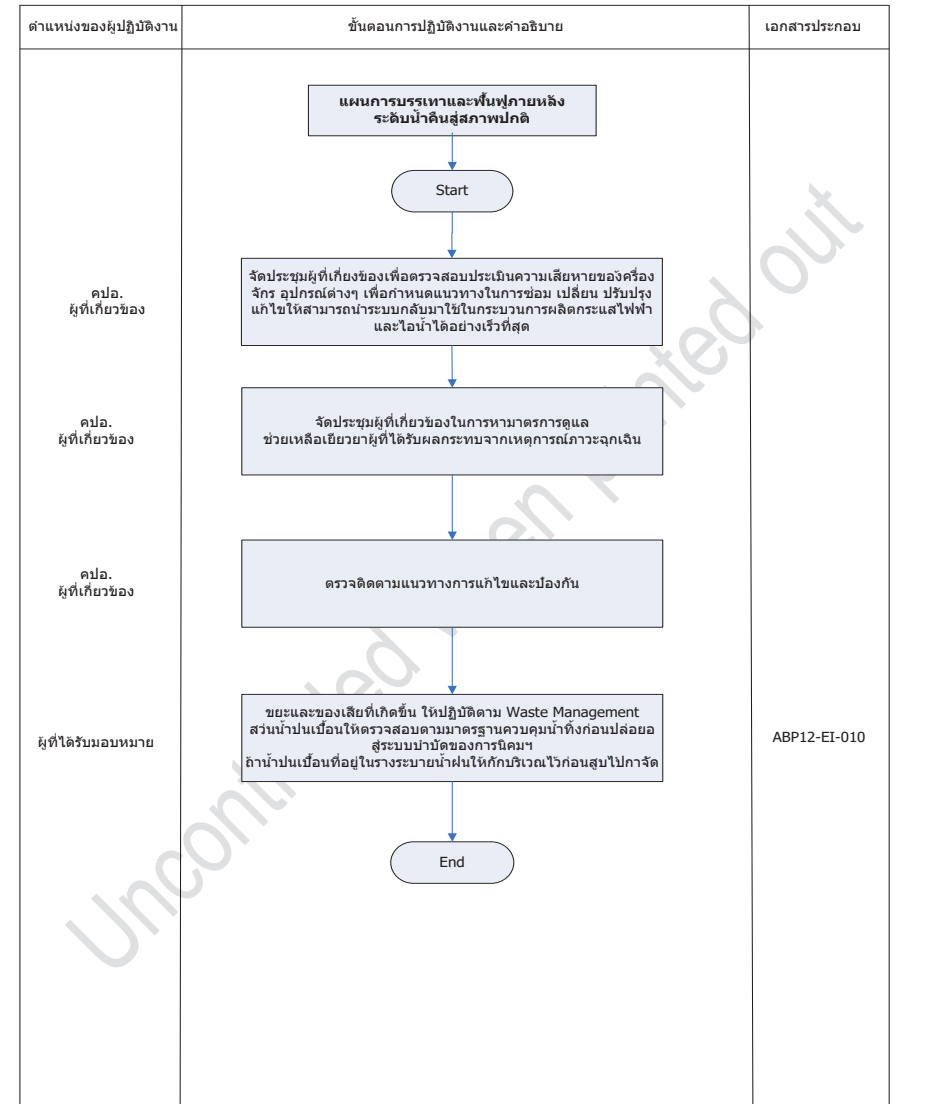 ตำแหน่งของผู้ปฏิบัติงาน
ขั้นตอนการปฏิบัติงานและคำอธิบาย
เอกสารประกอบ
แผนการบรรเทาและฟื้นฟูภายหลัง
ระดับน้ำคืนสู่สภาพปกติ
Start
คปอ.
ผู้ที่เกี่ยวข้อง
จัดประชุมผู้ที่เกี่ยงข้องเพื่อตรวจสอบประเมินความเสียหายของครื่อง
จักร อุปกรณ์ต่างๆ เพื่อกำหนดแนวทางในการซ่อม เปลี่ยน ปรับปรุง
แก้ไขให้สามารถนำระบบกลับมาใช้ในกระบวนการผลิตกระแสไฟฟ้า
และไอน้ำได้อย่างเร็วที่สุด
คปอ.
ผู้ที่เกี่ยวข้อง
จัดประชุมผู้ที่เกี่ยวข้องในการหามาตรการดูแล
ช่วยเหลือเยียวยาผู้ที่ได้รับผลกระทบจากเหตุการณ์ภาวะฉุกเฉิน
คปอ.
ผู้ที่เกี่ยวข้อง
ตรวจติดตามแนวทางการแก้ไขและป้องกัน
ผู้ที่ได้รับมอบหมาย
ขยะและของเสียที่เกิดขึ้น ให้ปฏิบัติตาม Waste Management
สว่นน้ำปนเปื้อนให้ตรวจสอบตามมาตรฐานควบคุมน้ำทิ้งก่อนปล่อยอ
สู่ระบบบำบัดของการนิคมฯ
ถ้าน้ำปนเปื้อนที่อยู่ในรางระบายน้ำฝนให้กักบริเวณไว้ก่อนสูบไปกาจัด
ABP12-EI-010
End
Uncontrolled when printed out